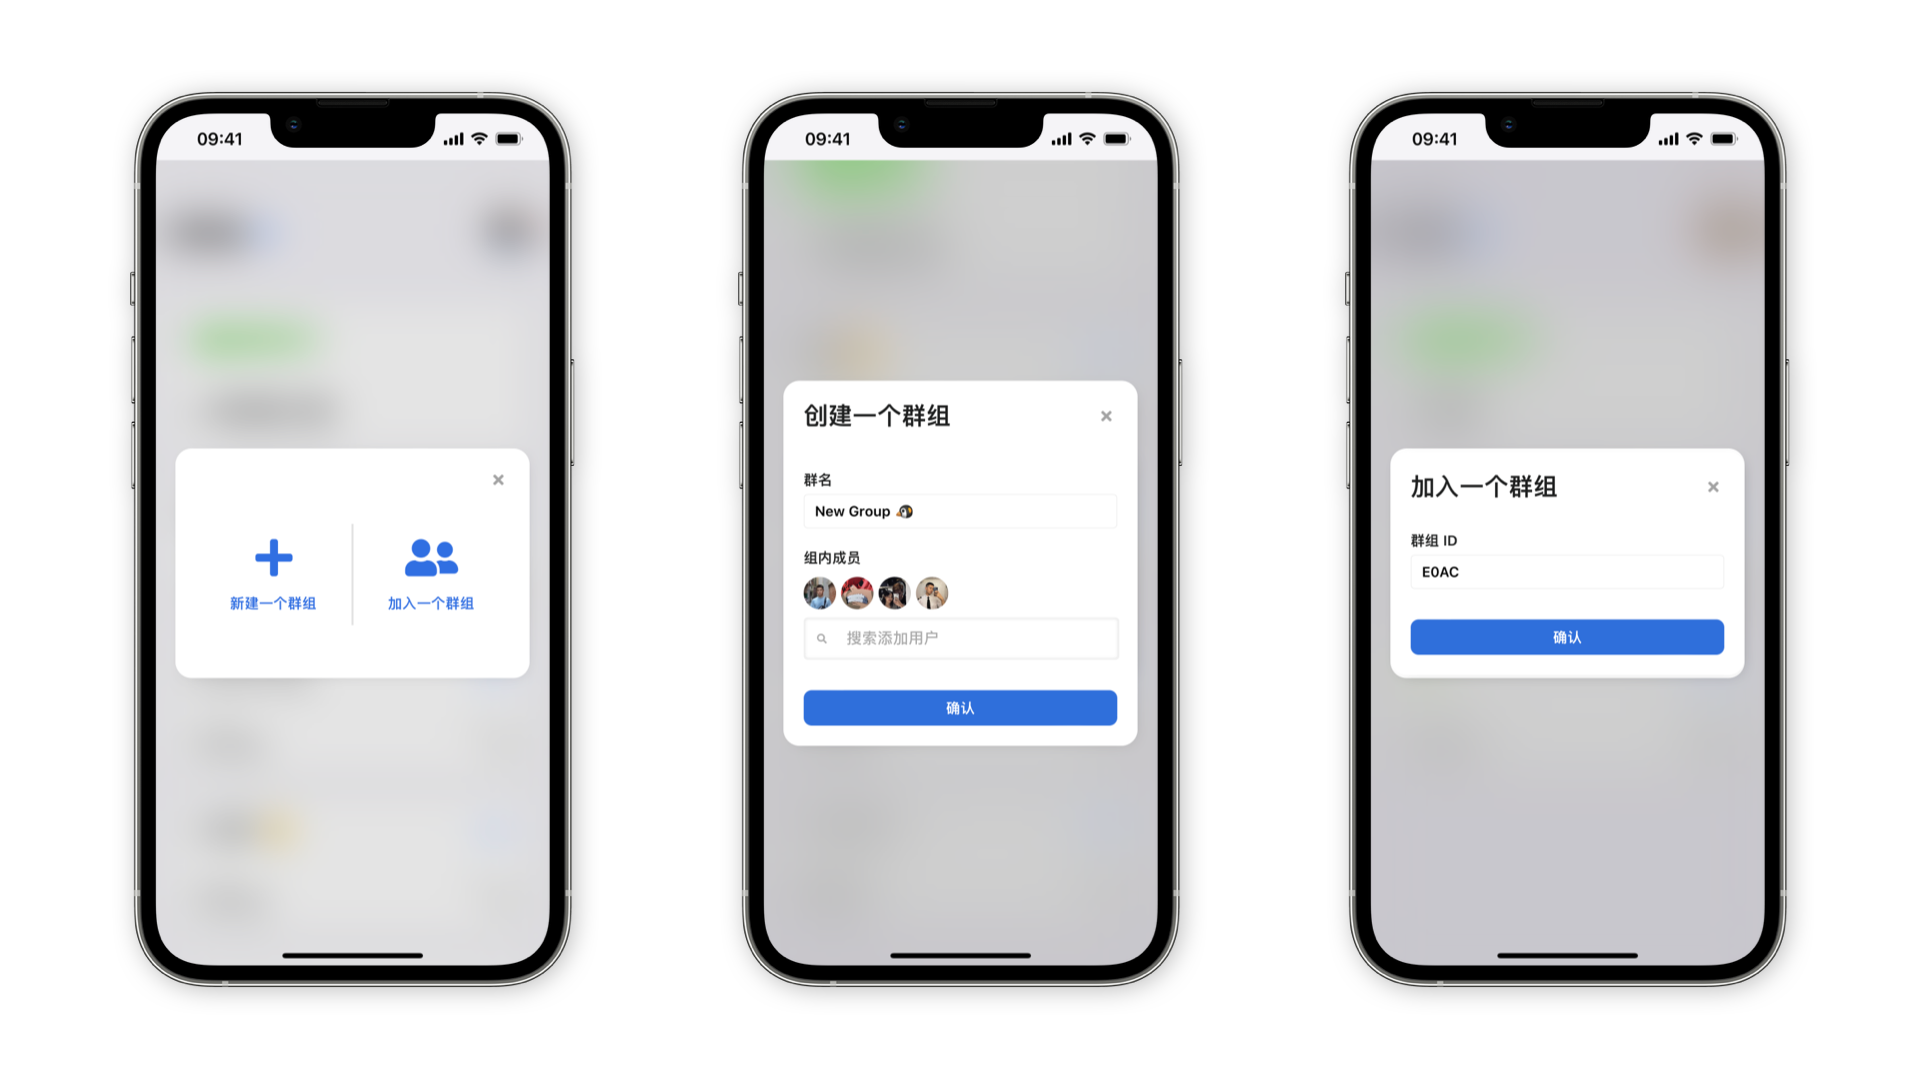 09:41
新建一个群组
加入一个群组
09:41
创建一个群组
群名
New Group 🐧
组内成员
搜索添加用户
确认
09:41
加入一个群组
群组 ID
E0AC
确认